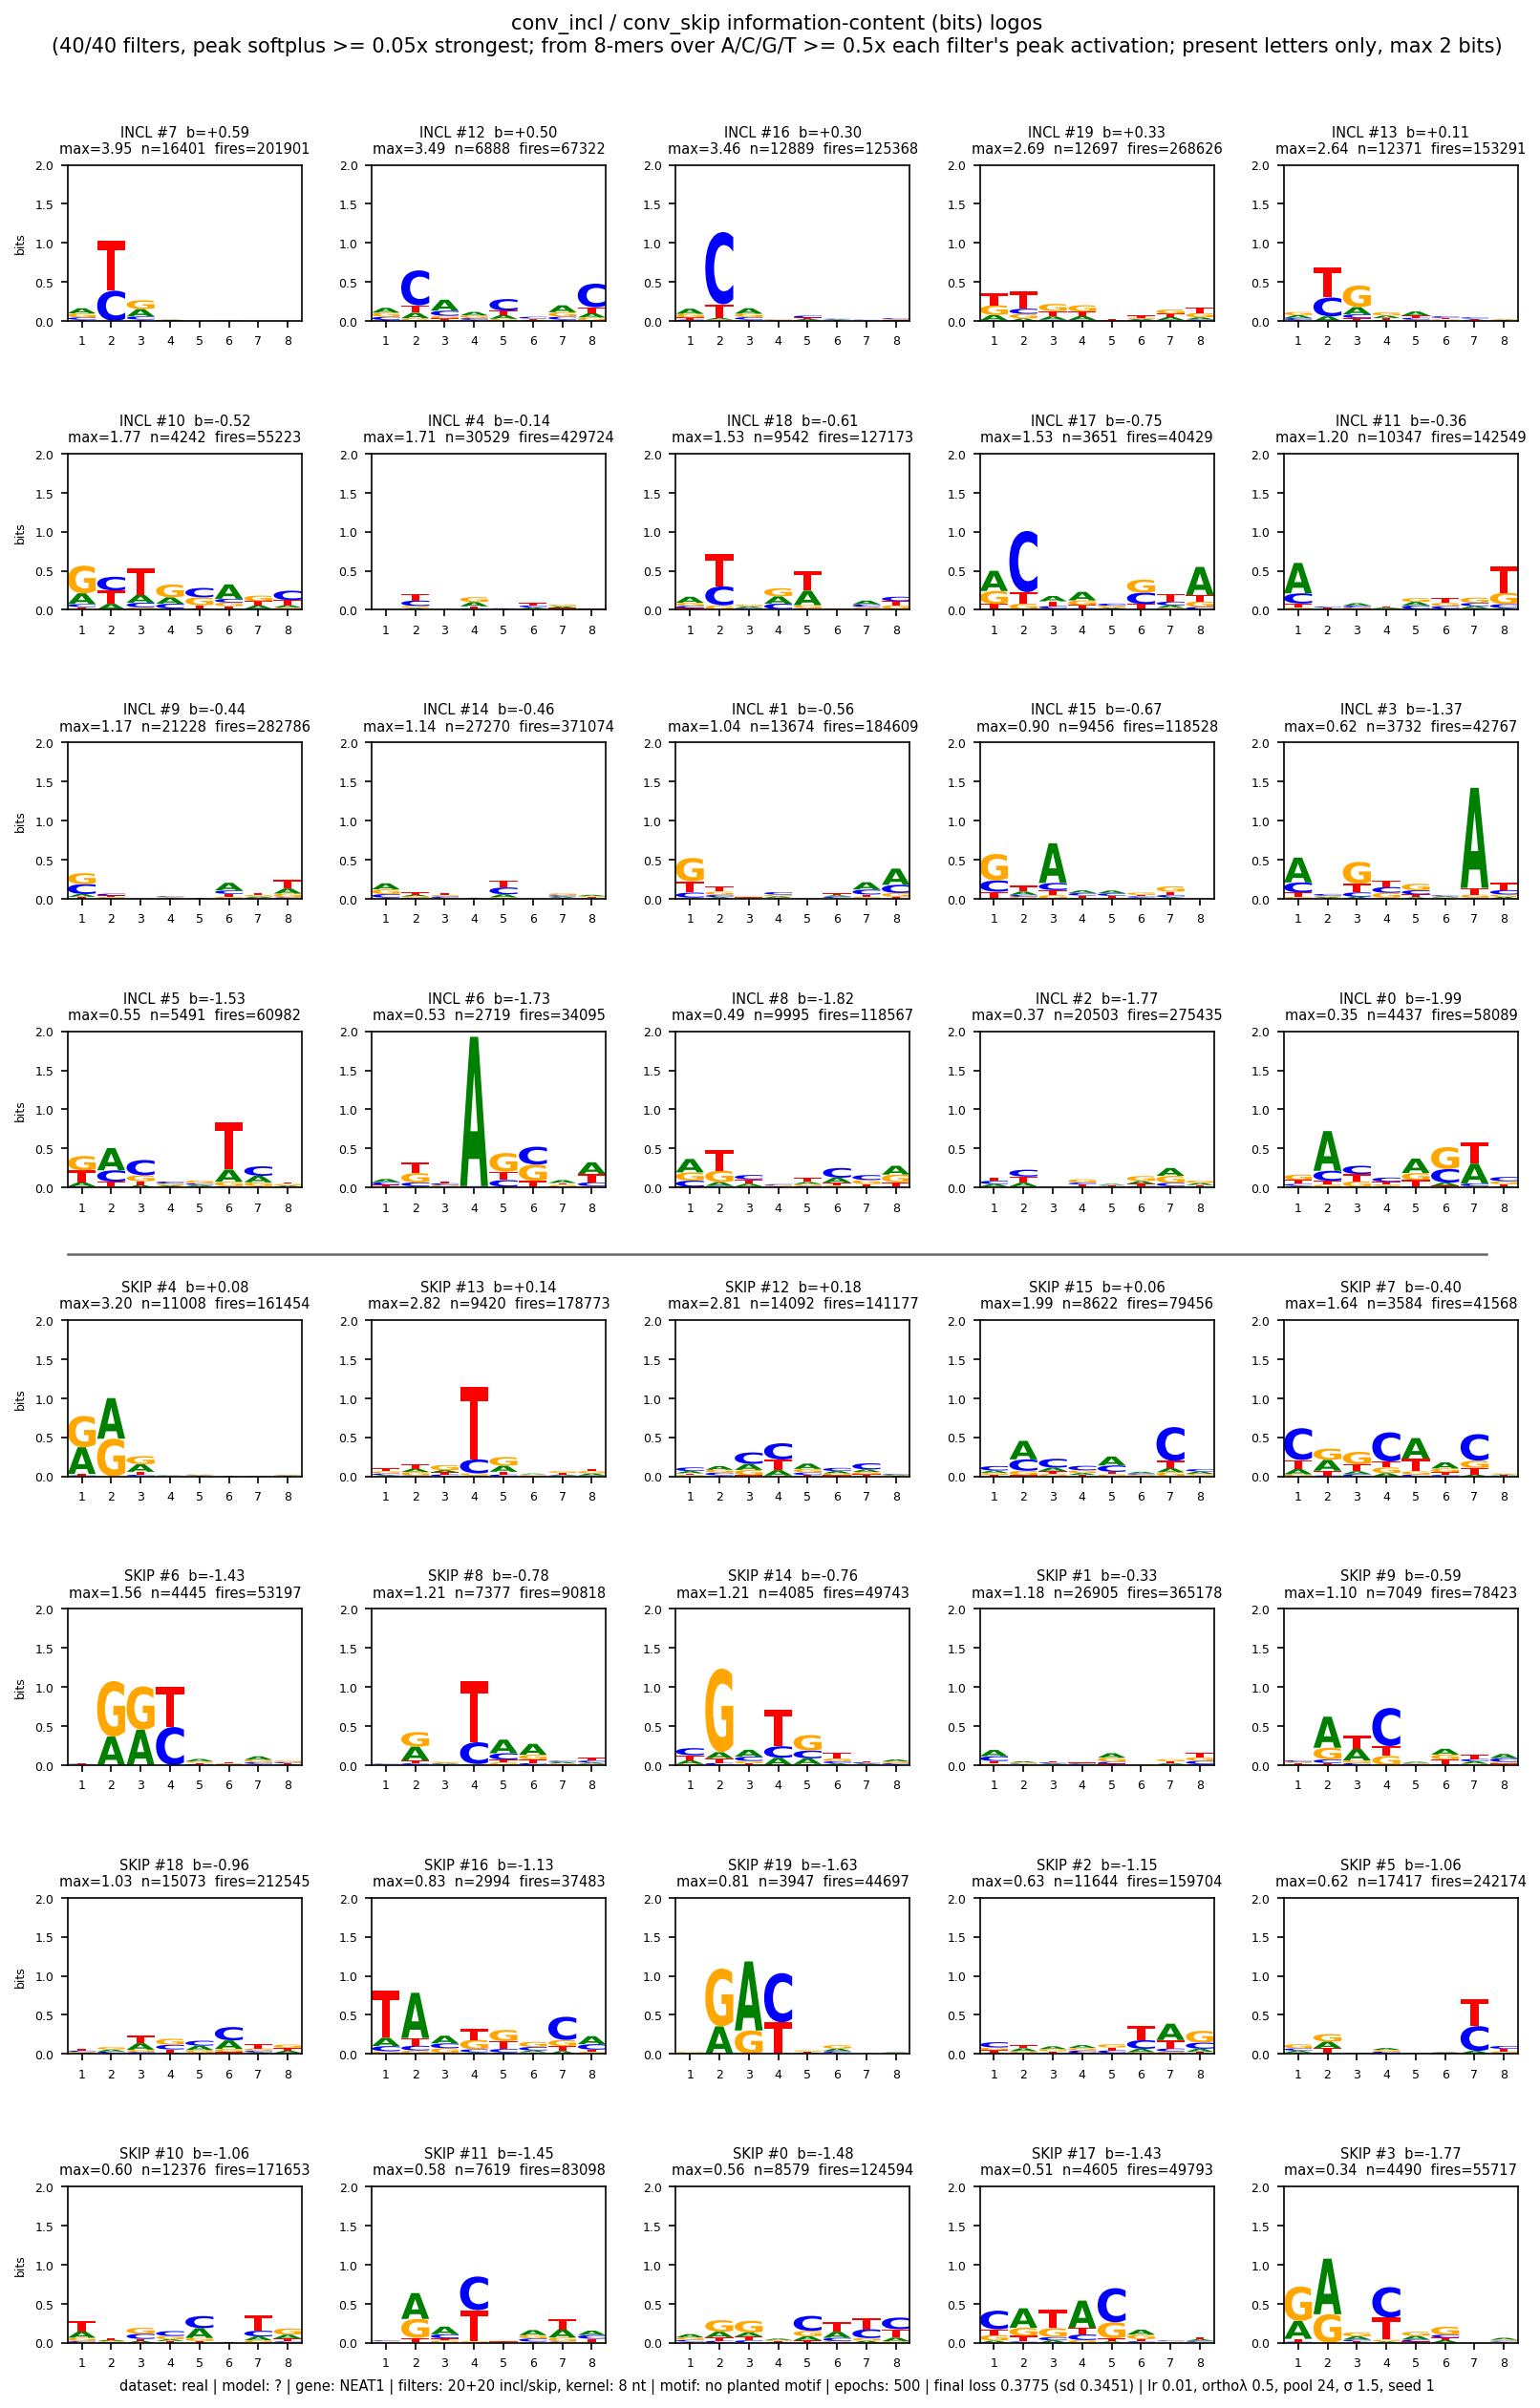 conv_incl / conv_skip information-content (bits) logos
(40/40 filters, peak softplus >= 0.05x strongest; from 8-mers over A/C/G/T >= 0.5x each filter's peak activation; present letters only, max 2 bits)
INCL #7 b=+0.59
max=3.95 n=16401 fires=201901
INCL #12 b=+0.50
max=3.49 n=6888 fires=67322
INCL #16 b=+0.30
max=3.46 n=12889 fires=125368
INCL #19 b=+0.33
max=2.69 n=12697 fires=268626
INCL #13 b=+0.11
max=2.64 n=12371 fires=153291
INCL #10 b=-0.52
max=1.77 n=4242 fires=55223
INCL #4 b=-0.14
max=1.71 n=30529 fires=429724
INCL #18 b=-0.61
max=1.53 n=9542 fires=127173
INCL #17 b=-0.75
max=1.53 n=3651 fires=40429
INCL #11 b=-0.36
max=1.20 n=10347 fires=142549
INCL #9 b=-0.44
max=1.17 n=21228 fires=282786
INCL #14 b=-0.46
max=1.14 n=27270 fires=371074
INCL #1 b=-0.56
max=1.04 n=13674 fires=184609
INCL #15 b=-0.67
max=0.90 n=9456 fires=118528
INCL #3 b=-1.37
max=0.62 n=3732 fires=42767
INCL #5 b=-1.53
max=0.55 n=5491 fires=60982
INCL #6 b=-1.73
max=0.53 n=2719 fires=34095
INCL #8 b=-1.82
max=0.49 n=9995 fires=118567
INCL #2 b=-1.77
max=0.37 n=20503 fires=275435
INCL #0 b=-1.99
max=0.35 n=4437 fires=58089
SKIP #4 b=+0.08
max=3.20 n=11008 fires=161454
SKIP #13 b=+0.14
max=2.82 n=9420 fires=178773
SKIP #12 b=+0.18
max=2.81 n=14092 fires=141177
SKIP #15 b=+0.06
max=1.99 n=8622 fires=79456
SKIP #7 b=-0.40
max=1.64 n=3584 fires=41568
SKIP #6 b=-1.43
max=1.56 n=4445 fires=53197
SKIP #8 b=-0.78
max=1.21 n=7377 fires=90818
SKIP #14 b=-0.76
max=1.21 n=4085 fires=49743
SKIP #1 b=-0.33
max=1.18 n=26905 fires=365178
SKIP #9 b=-0.59
max=1.10 n=7049 fires=78423
SKIP #18 b=-0.96
max=1.03 n=15073 fires=212545
SKIP #16 b=-1.13
max=0.83 n=2994 fires=37483
SKIP #19 b=-1.63
max=0.81 n=3947 fires=44697
SKIP #2 b=-1.15
max=0.63 n=11644 fires=159704
SKIP #5 b=-1.06
max=0.62 n=17417 fires=242174
SKIP #10 b=-1.06
max=0.60 n=12376 fires=171653
SKIP #11 b=-1.45
max=0.58 n=7619 fires=83098
SKIP #0 b=-1.48
max=0.56 n=8579 fires=124594
SKIP #17 b=-1.43
max=0.51 n=4605 fires=49793
SKIP #3 b=-1.77
max=0.34 n=4490 fires=55717
dataset: real | model: ? | gene: NEAT1 | filters: 20+20 incl/skip, kernel: 8 nt | motif: no planted motif | epochs: 500 | final loss 0.3775 (sd 0.3451) | lr 0.01, orthoλ 0.5, pool 24, σ 1.5, seed 1